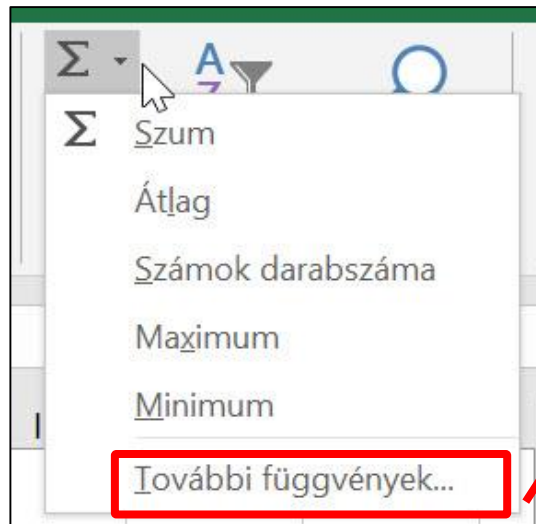 Σ
A
Z
Σ Szum
Átlag
Számok darabszáma
Maximum
Minimum
További függvények...